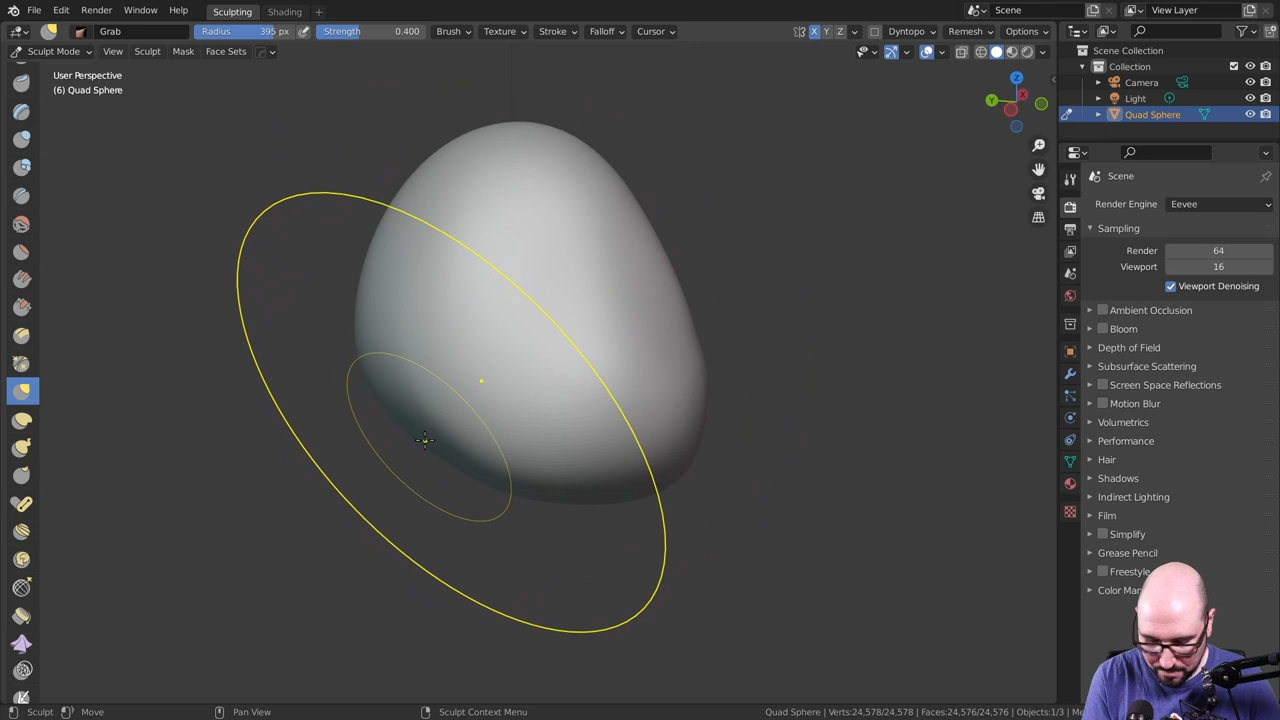 File Edit Render Window Help Sculpting Shading + Scene View Layer
Grab Radius 395 px Strength 0.400 Brush Texture Stroke Falloff Cursor X Y Z Dyntopo Remesh Options
Sculpt Mode View Sculpt Mask Face Sets
User Perspective
(6) Quad Sphere
Z
Y
X
Scene Collection
Collection
Camera
Light
Quad Sphere
Scene
Render Engine Eevee
Sampling
Render 64
Viewport 16
Viewport Denoising
Ambient Occlusion
Bloom
Depth of Field
Subsurface Scattering
Screen Space Reflections
Motion Blur
Volumetrics
Performance
Hair
Shadows
Indirect Lighting
Film
Simplify
Grease Pencil
Freestyle
Color
Sculpt Move Pan View Sculpt Context Menu Quad Sphere | Verts:24,578/24,578 | Faces:24,576/24,576 | Objects:1/3 |